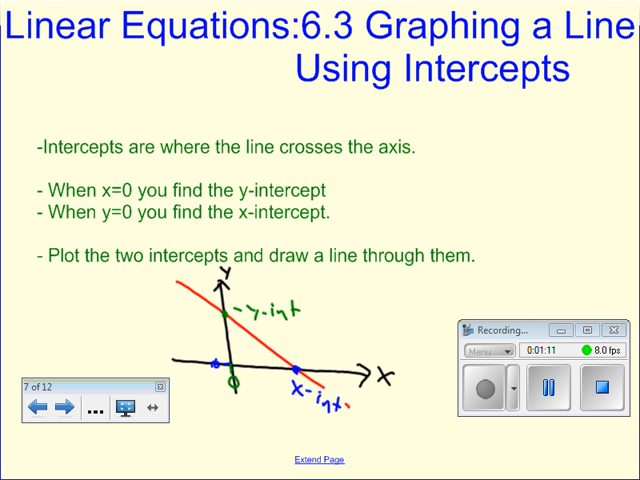 Linear Equations:6.3 Graphing a Line
Using Intercepts
-Intercepts are where the line crosses the axis.
- When x=0 you find the y-intercept
- When y=0 you find the x-intercept.
- Plot the two intercepts and draw a line through them.
y
-y-int
0
x
x-int
Recording...
Menu
0:01:11
8.0 fps
7 of 12
...
Extend Page